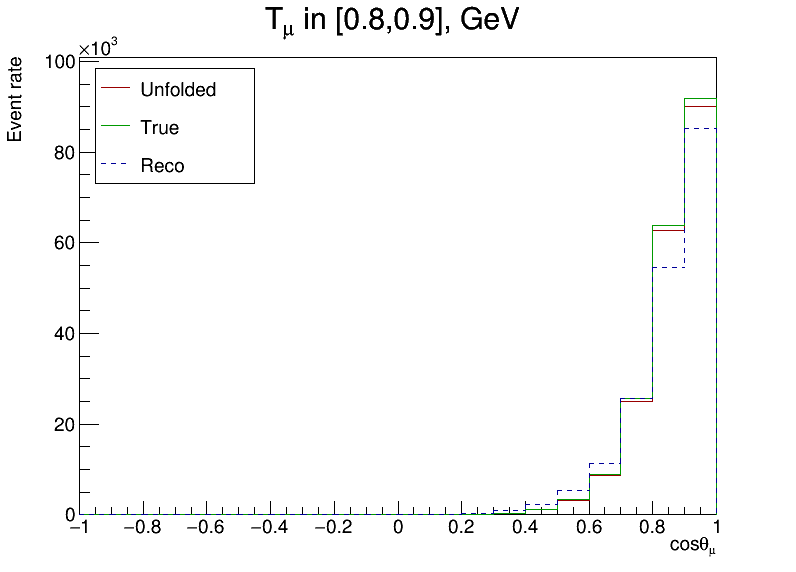 T_μ in [0.8,0.9], GeV
×10³
Event rate
100
80
60
40
20
0
Unfolded
True
Reco
−1 −0.8 −0.6 −0.4 −0.2 0 0.2 0.4 0.6 0.8 1
cosθ_μ